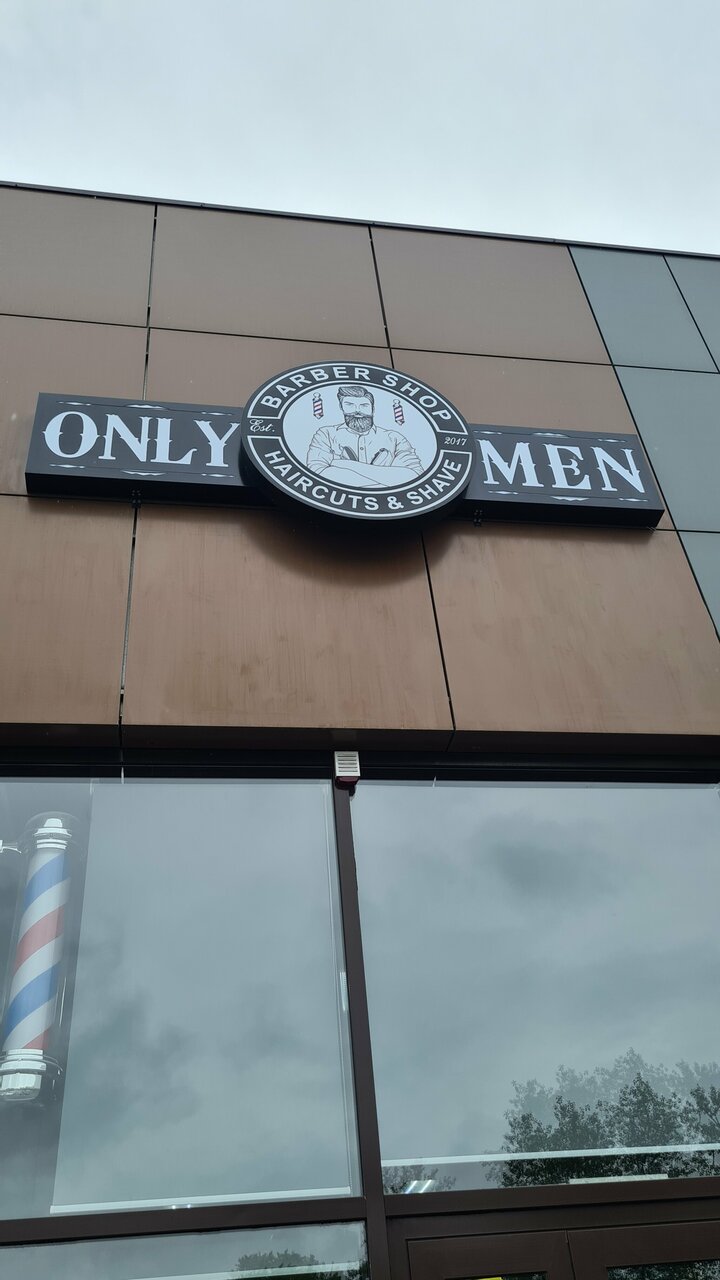 ONLY
BARBER SHOP
Est.
2017
HAIRCUTS & SHAVE
MEN